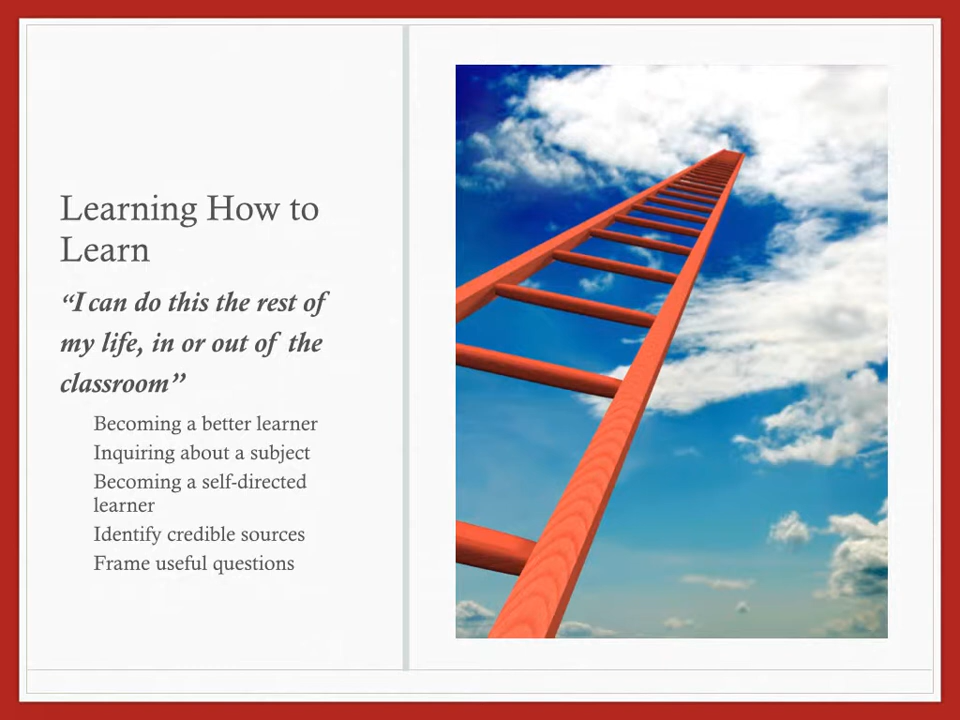 Learning How to
Learn
“I can do this the rest of
my life, in or out of the
classroom”
Becoming a better learner
Inquiring about a subject
Becoming a self-directed
learner
Identify credible sources
Frame useful questions